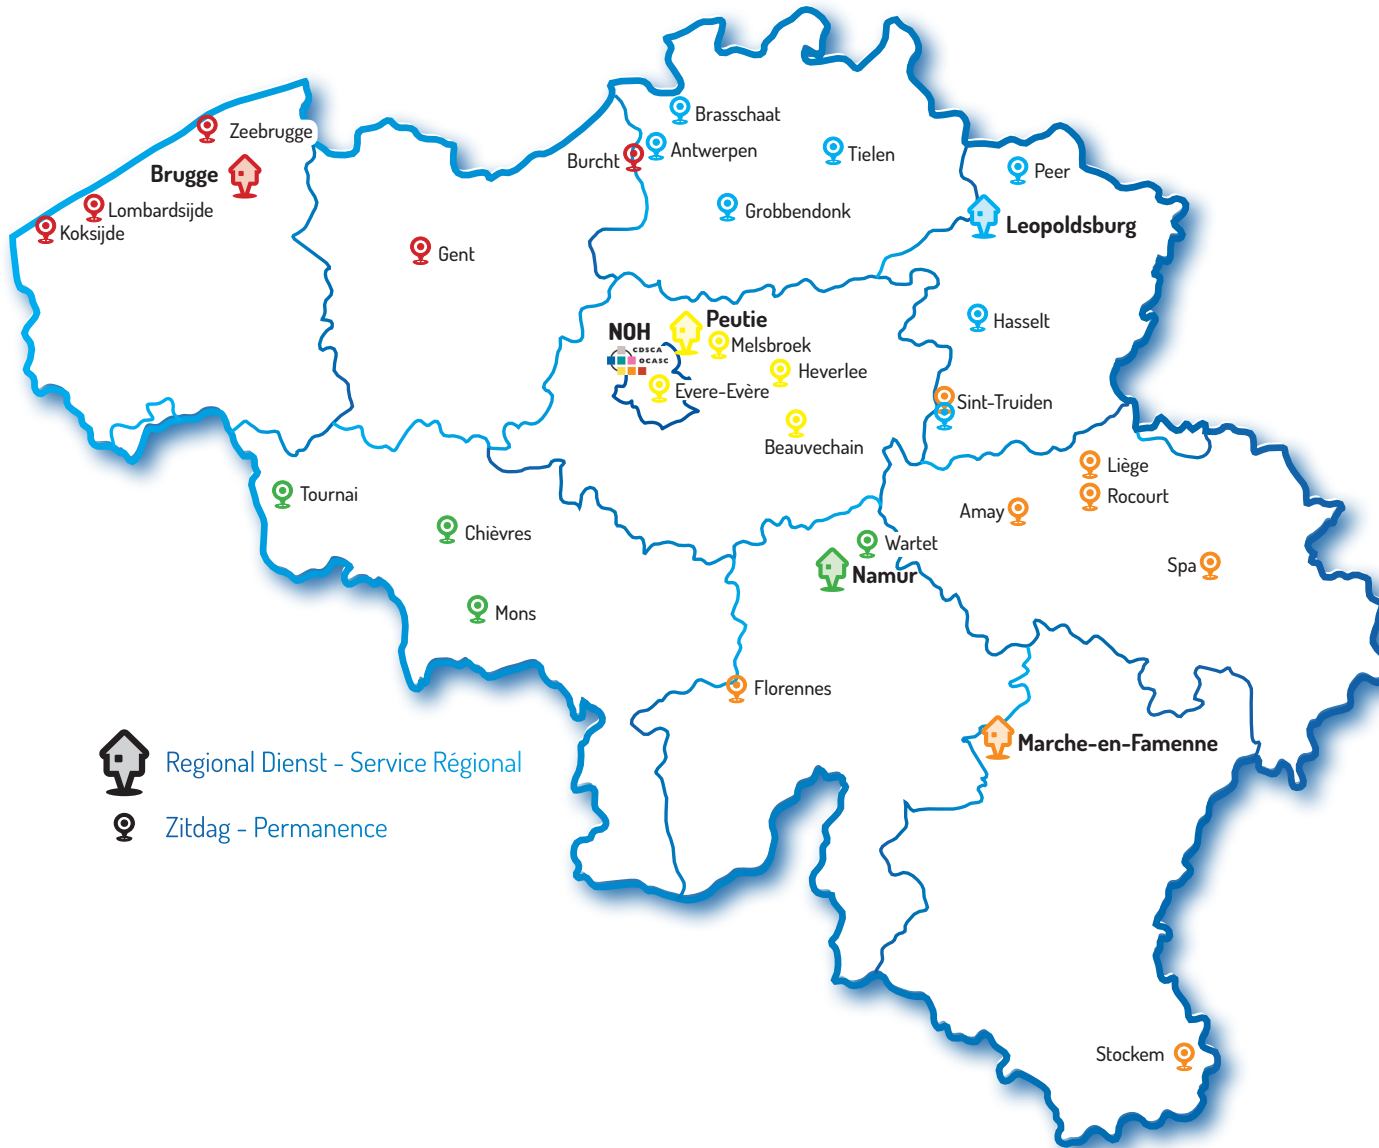 Brasschaat
Zeebrugge
Antwerpen
Burcht
Tielen
Brugge
Peer
Lombardsijde
Grobbendonk
Koksijde
Leopoldsburg
Gent
Peutie
Hasselt
NOH
Melsbroek
CDSCA
OCASC
Heverlee
Evere-Evère
Sint-Truiden
Beauvechain
Liège
Tournai
Rocourt
Amay
Chièvres
Wartet
Spa
Namur
Mons
Florennes
Marche-en-Famenne
Regional Dienst - Service Régional
Zitdag - Permanence
Stockem